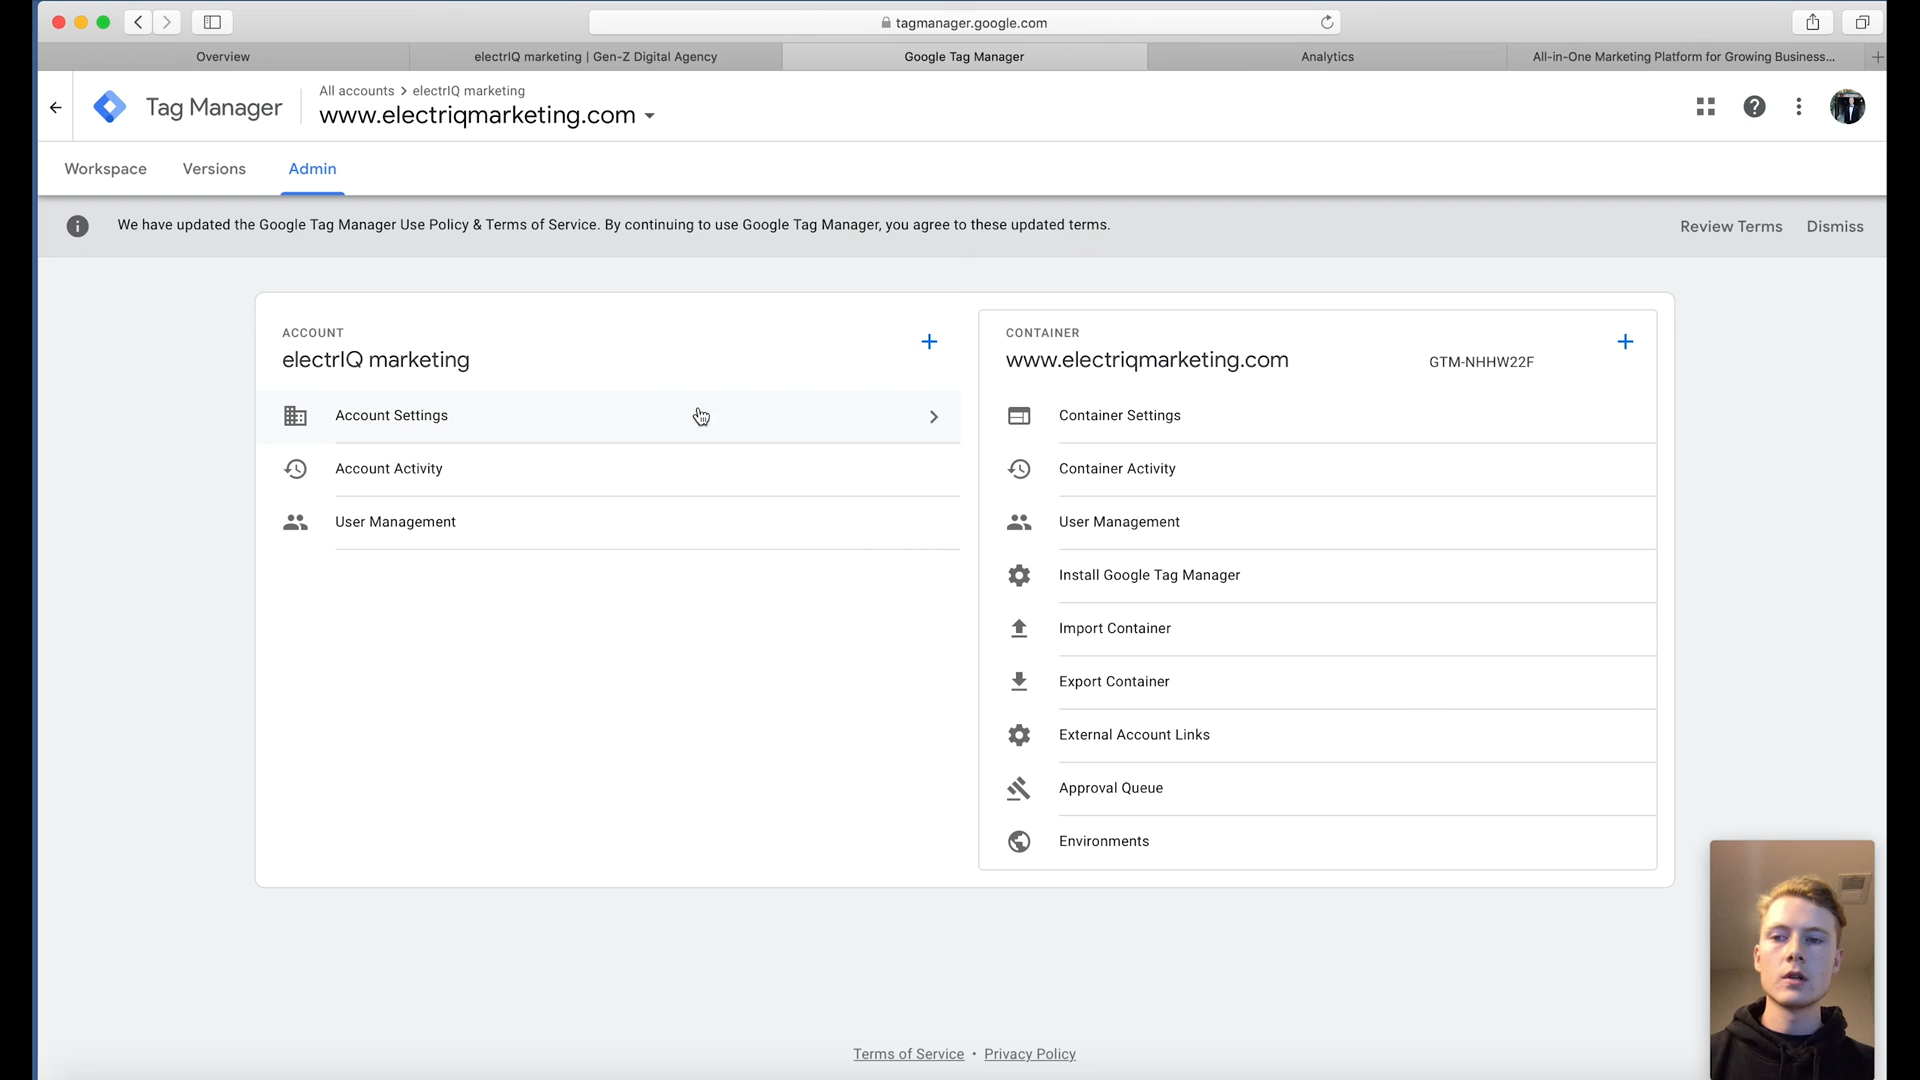 tagmanager.google.com
Overview
electrIQ marketing | Gen-Z Digital Agency
Google Tag Manager
Analytics
All-in-One Marketing Platform for Growing Business...
Tag Manager
All accounts > electrIQ marketing
www.electriqmarketing.com
Workspace
Versions
Admin
We have updated the Google Tag Manager Use Policy & Terms of Service. By continuing to use Google Tag Manager, you agree to these updated terms.
Review Terms
Dismiss
ACCOUNT
electrIQ marketing
Account Settings
Account Activity
User Management
CONTAINER
www.electriqmarketing.com
GTM-NHHW22F
Container Settings
Container Activity
User Management
Install Google Tag Manager
Import Container
Export Container
External Account Links
Approval Queue
Environments
Terms of Service • Privacy Policy